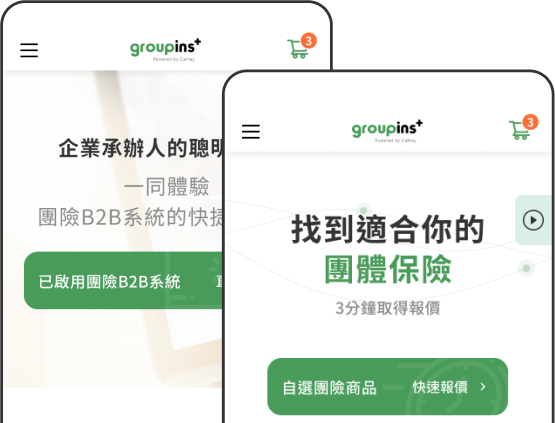 groupins+
Powered by Cathay
3
企業承辦人的聰明
一同體驗
團險B2B系統的快捷
已啟用團險B2B系統
groupins+
Powered by Cathay
3
找到適合你的
團體保險
3分鐘取得報價
自選團險商品 快速報價